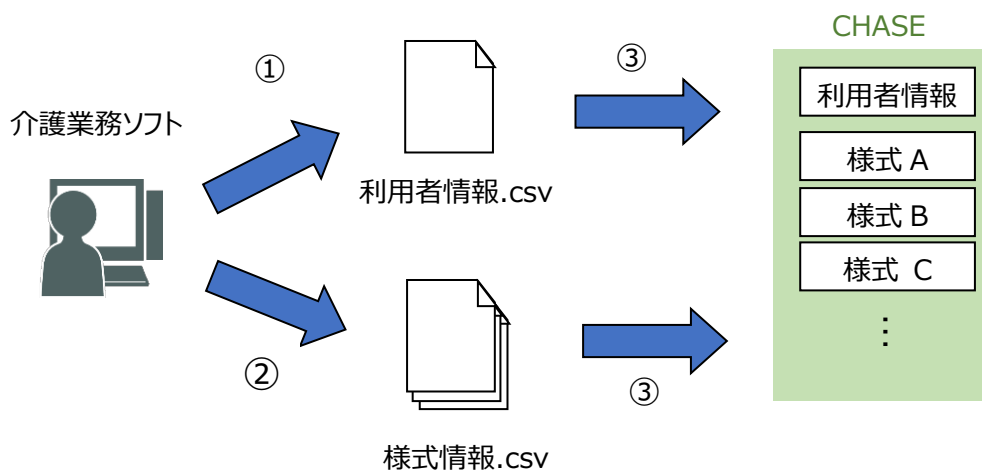 CHASE
①
③
利用者情報
介護業務ソフト
様式 A
利用者情報.csv
様式 B
様式 C
⋮
②
③
様式情報.csv